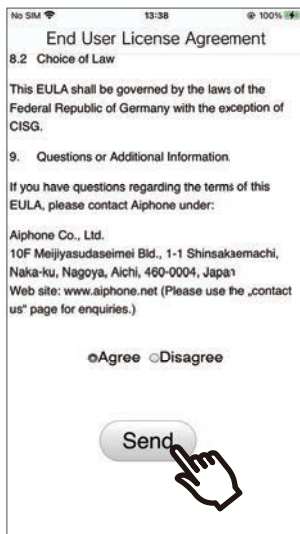 No SIM 13:38 100%
End User License Agreement
8.2 Choice of Law
This EULA shall be governed by the laws of the
Federal Republic of Germany with the exception of
CISG.
9. Questions or Additional Information.
If you have questions regarding the terms of this
EULA, please contact Aiphone under:
Aiphone Co., Ltd.
10F Meijiyasudaseimei Bld., 1-1 Shinsakaemachi,
Naka-ku, Nagoya, Aichi, 460-0004, Japan
Web site: www.aiphone.net (Please use the „contact
us" page for enquiries.)
Agree Disagree
Send